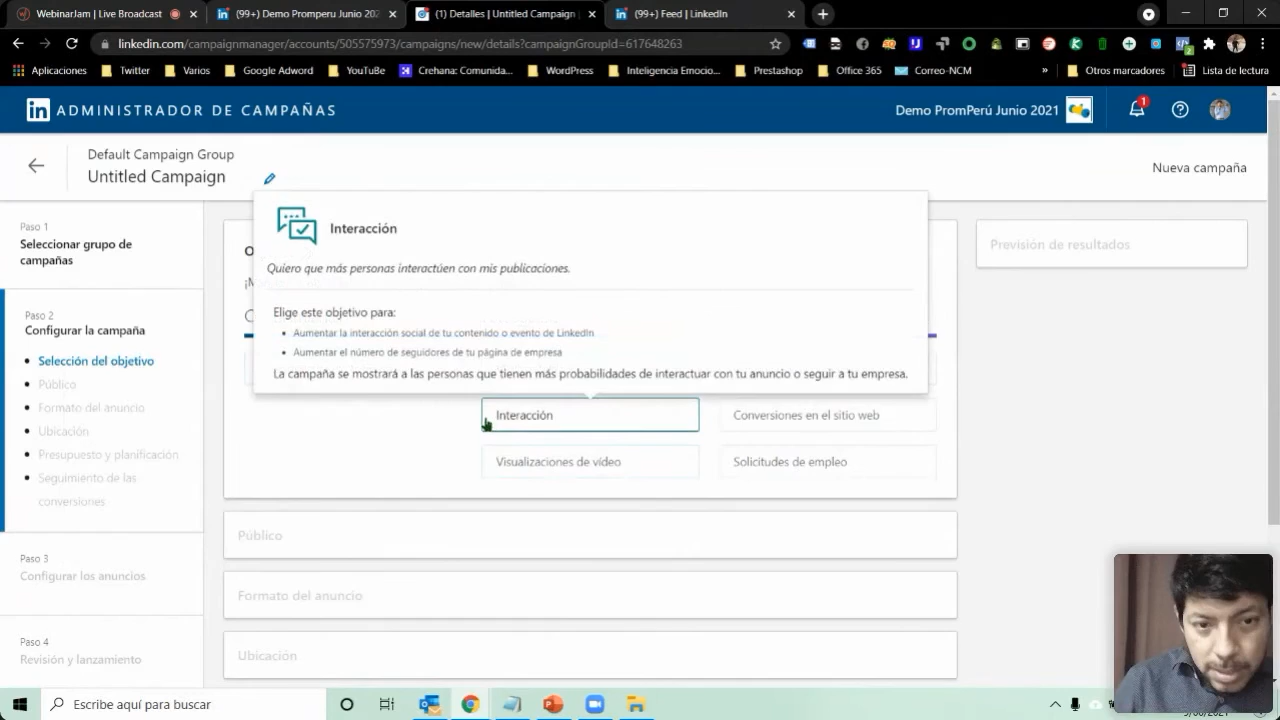 WebinarJam | Live Broadcast
(99+) Demo Promperu Junio 202
(1) Detalles | Untitled Campaign
(99+) Feed | LinkedIn
linkedin.com/campaignmanager/accounts/505575973/campaigns/new/details?campaignGroupId=617648263
Aplicaciones
Twitter
Varios
Google Adword
YouTube
Crehana: Comunida...
WordPress
Inteligencia Emocio...
Prestashop
Office 365
Correo-NCM
»
Otros marcadores
Lista de lectura
in ADMINISTRADOR DE CAMPAÑAS
Demo PromPerú Junio 2021
1
Default Campaign Group
Untitled Campaign
Nueva campaña
Paso 1
Seleccionar grupo de
campañas
Paso 2
Configurar la campaña
Selección del objetivo
Público
Formato del anuncio
Ubicación
Presupuesto y planificación
Seguimiento de las
conversiones
Paso 3
Configurar los anuncios
Paso 4
Revisión y lanzamiento
Interacción
Quiero que más personas interactúen con mis publicaciones.
Elige este objetivo para:
Aumentar la interacción social de tu contenido o evento de LinkedIn
Aumentar el número de seguidores de tu página de empresa
La campaña se mostrará a las personas que tienen más probabilidades de interactuar con tu anuncio o seguir a tu empresa.
Interacción
Conversiones en el sitio web
Visualizaciones de vídeo
Solicitudes de empleo
Público
Formato del anuncio
Ubicación
Previsión de resultados
Escribe aquí para buscar